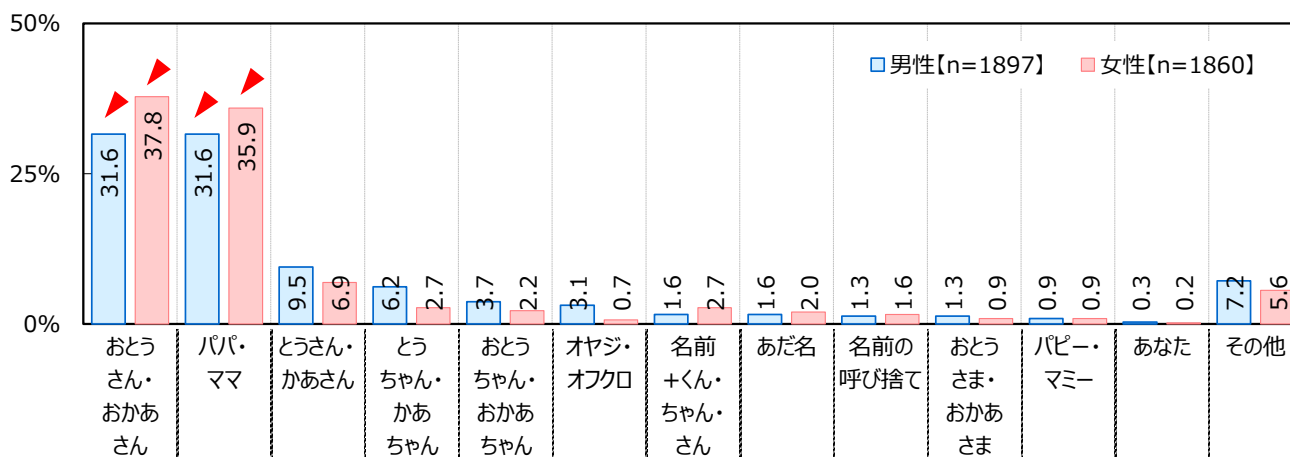 50%
男性【n=1897】 女性【n=1860】
25%
0%
31.6 37.8 31.6 35.9 9.5 6.9 6.2 2.7 3.7 2.2 3.1 0.7 1.6 2.7 1.6 2.0 1.3 1.6 1.3 0.9 0.9 0.9 0.3 0.2 7.2 5.6
おとう
さん・
おかあ
さん
パパ・
ママ
とうさん・
かあさん
とう
ちゃん・
かあ
ちゃん
おとう
ちゃん・
おかあ
ちゃん
オヤジ・
オフクロ
名前
+くん・
ちゃん・
さん
あだ名
名前の
呼び捨て
おとう
さま・
おかあ
さま
パピー・
マミー
あなた
その他